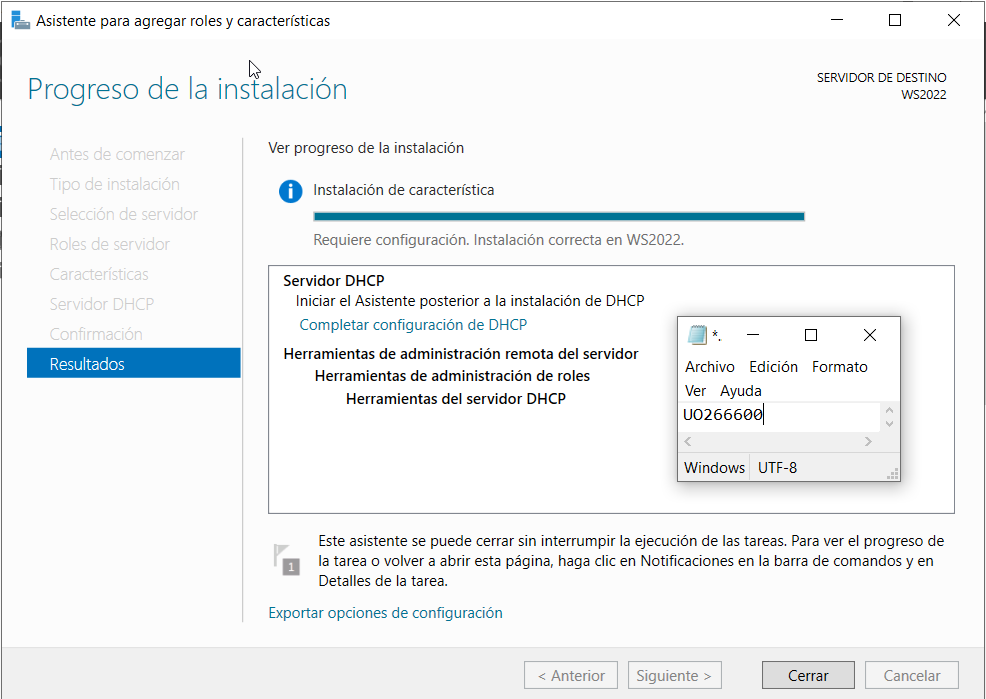 Asistente para agregar roles y características
Progreso de la instalación
SERVIDOR DE DESTINO
WS2022
Antes de comenzar
Tipo de instalación
Selección de servidor
Roles de servidor
Características
Servidor DHCP
Confirmación
Resultados
Ver progreso de la instalación
Instalación de característica
Requiere configuración. Instalación correcta en WS2022.
Servidor DHCP
Iniciar el Asistente posterior a la instalación de DHCP
Completar configuración de DHCP
Herramientas de administración remota del servidor
Herramientas de administración de roles
Herramientas del servidor DHCP
*.
Archivo Edición Formato
Ver Ayuda
UO266600
Windows UTF-8
1
Este asistente se puede cerrar sin interrumpir la ejecución de las tareas. Para ver el progreso de
la tarea o volver a abrir esta página, haga clic en Notificaciones en la barra de comandos y en
Detalles de la tarea.
Exportar opciones de configuración
< Anterior Siguiente > Cerrar Cancelar